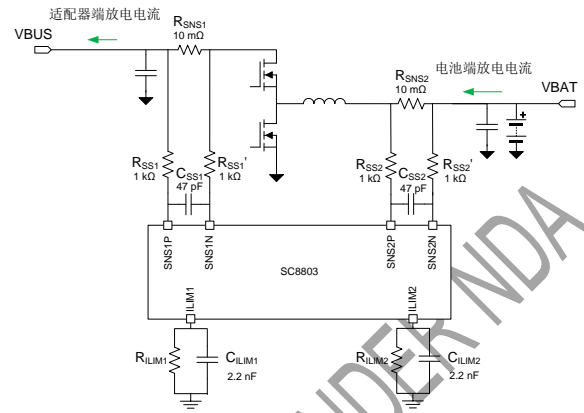 适配器端放电电流
VBUS
RSNS1
10 mΩ
电池端放电电流
RSNS2
10 mΩ
VBAT
RSS1
1 kΩ
CSS1
47 pF
RSS1'
1 kΩ
RSS2
1 kΩ
CSS2
47 pF
RSS2'
1 kΩ
SNS1P
SNS1N
SNS2P
SNS2N
SC8803
ILIM1
ILIM2
RILIM1
CILIM1
2.2 nF
RILIM2
CILIM2
2.2 nF
NDER NDA